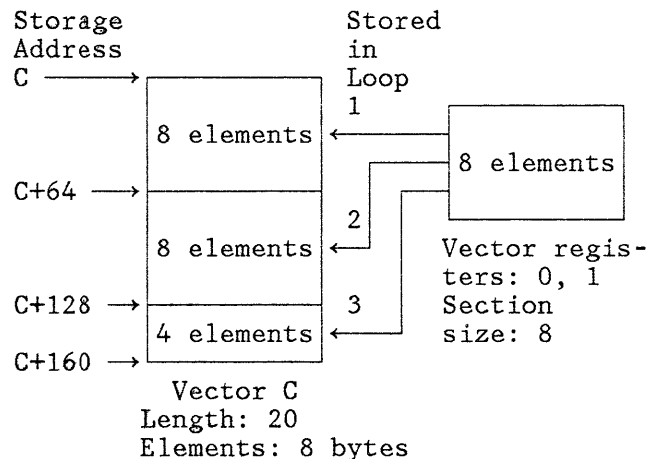 Storage
Address
Stored
in
Loop
C
1
8 elements
8 elements
C+64
2
8 elements
Vector regis-
ters: 0, 1
Section
size: 8
C+128
3
4 elements
C+160
Vector C
Length: 20
Elements: 8 bytes